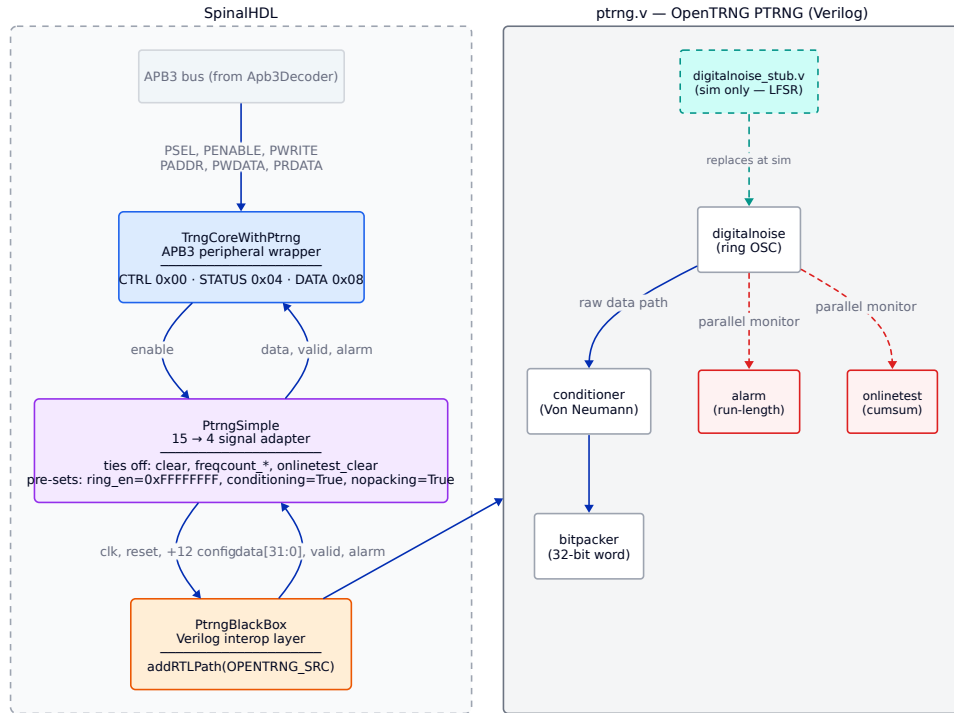 SpinalHDL
APB3 bus (from Apb3Decoder)
PSEL, PENABLE, PWRITE
PADDR, PWDATA, PRDATA
TrngCoreWithPtrng
APB3 peripheral wrapper
CTRL 0x00 · STATUS 0x04 · DATA 0x08
enable
data, valid, alarm
PtrngSimple
15 → 4 signal adapter
ties off: clear, freqcount_*, onlinetest_clear
pre-sets: ring_en=0xFFFFFFFF, conditioning=True, nopacking=True
clk, reset, +12 config
data[31:0], valid, alarm
PtrngBlackBox
Verilog interop layer
addRTLPath(OPENTRNG_SRC)
ptrng.v — OpenTRNG PTRNG (Verilog)
digitalnoise_stub.v
(sim only — LFSR)
replaces at sim
digitalnoise
(ring OSC)
raw data path
parallel monitor
parallel monitor
conditioner
(Von Neumann)
alarm
(run-length)
onlinetest
(cumsum)
bitpacker
(32-bit word)